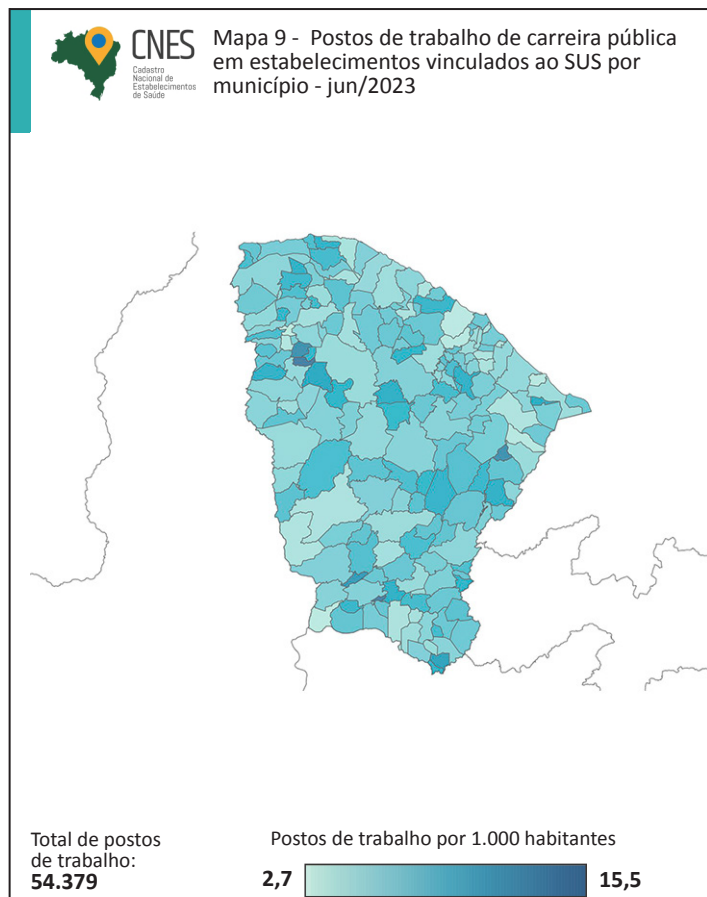 CNES
Cadastro
Nacional de
Estabelecimentos
de Saúde
Mapa 9 - Postos de trabalho de carreira pública
em estabelecimentos vinculados ao SUS por
município - jun/2023
Total de postos
de trabalho:
54.379
Postos de trabalho por 1.000 habitantes
2,7
15,5